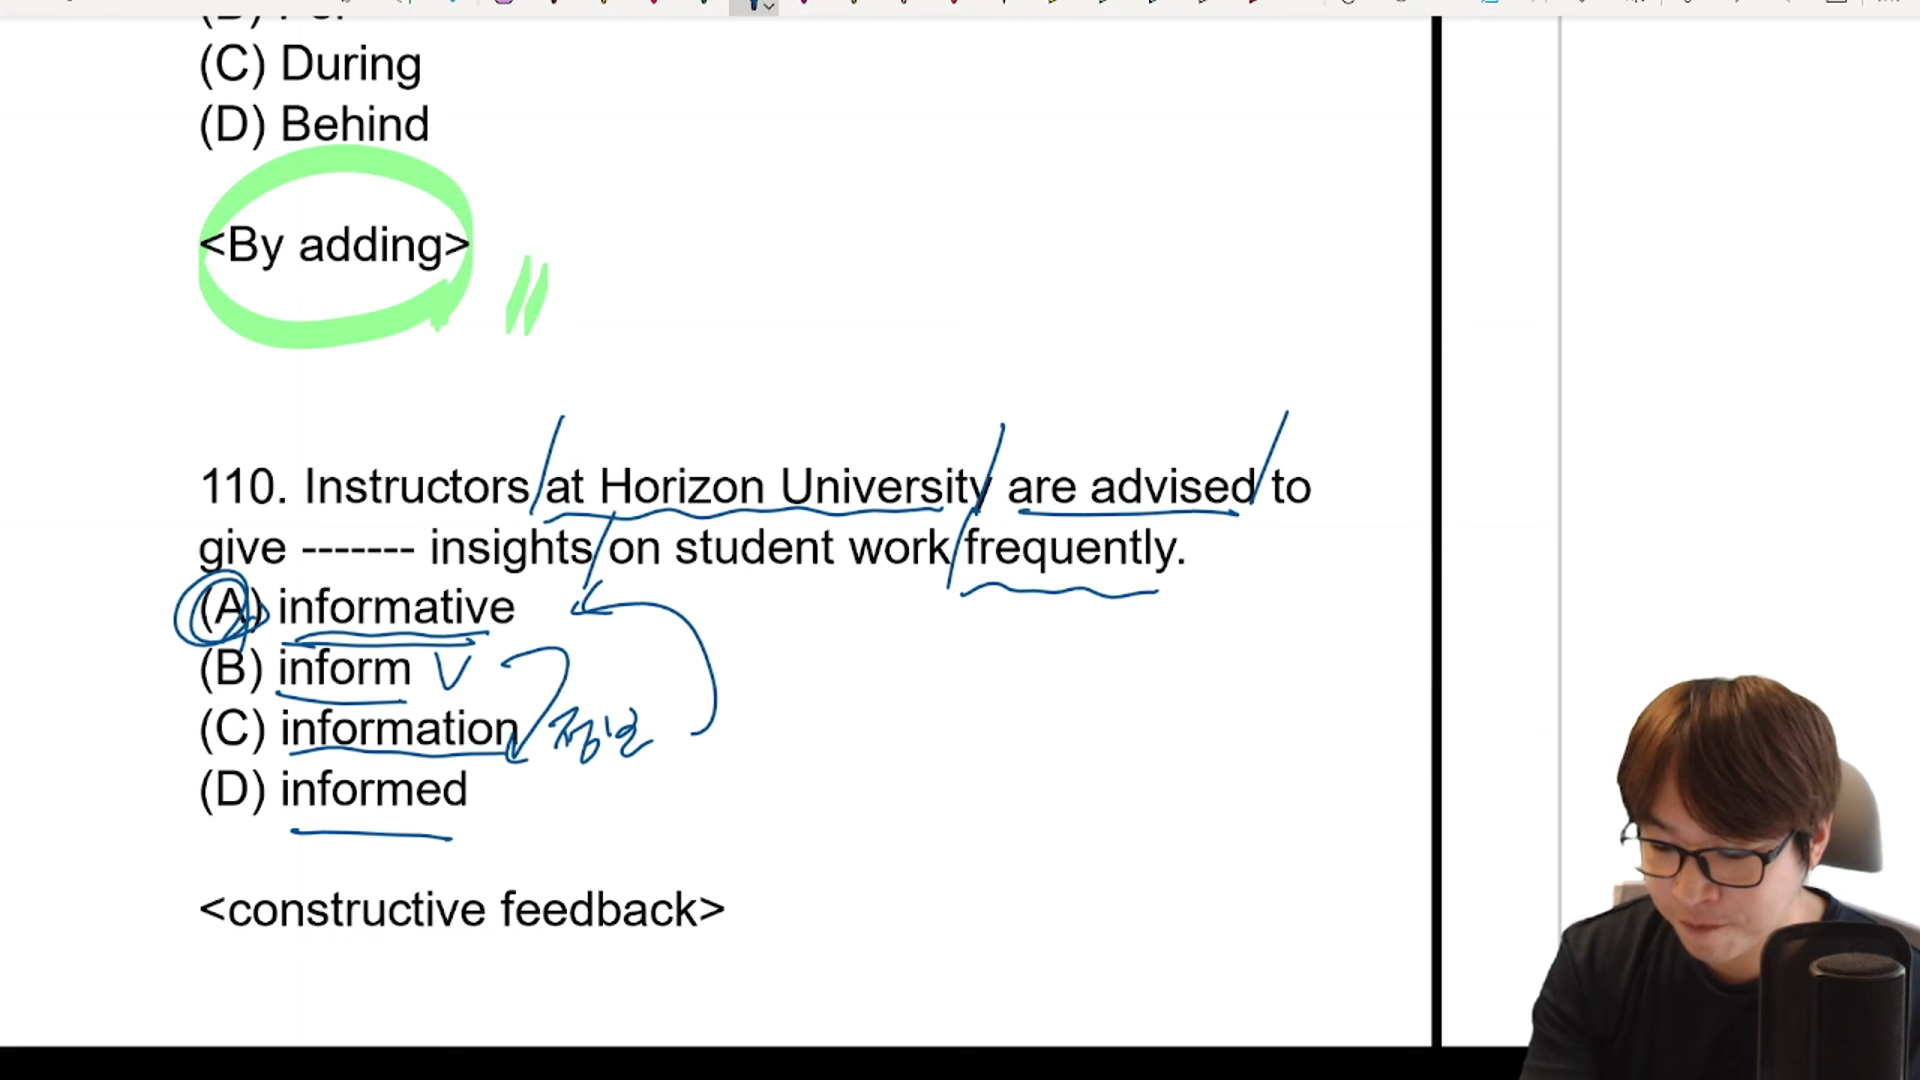 (C) During
(D) Behind
<By adding>
110. Instructors at Horizon University are advised to
give ------- insights on student work frequently.
(A) informative
(B) inform V
(C) information 정보
(D) informed
<constructive feedback>